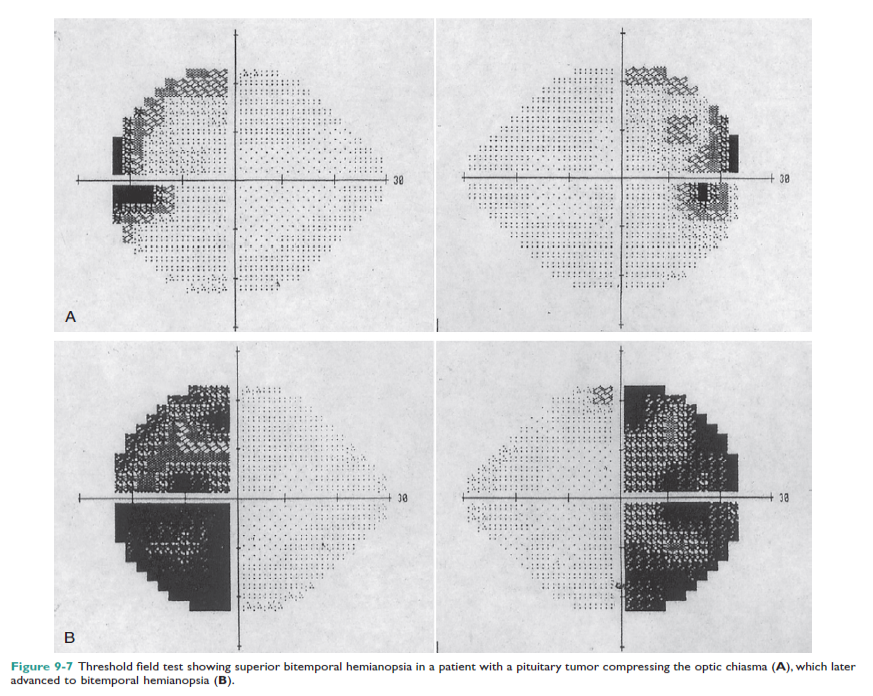 30
30
A
30
30
B
Figure 9-7 Threshold field test showing superior bitemporal hemianopsia in a patient with a pituitary tumor compressing the optic chiasma (A), which later
advanced to bitemporal hemianopsia (B).